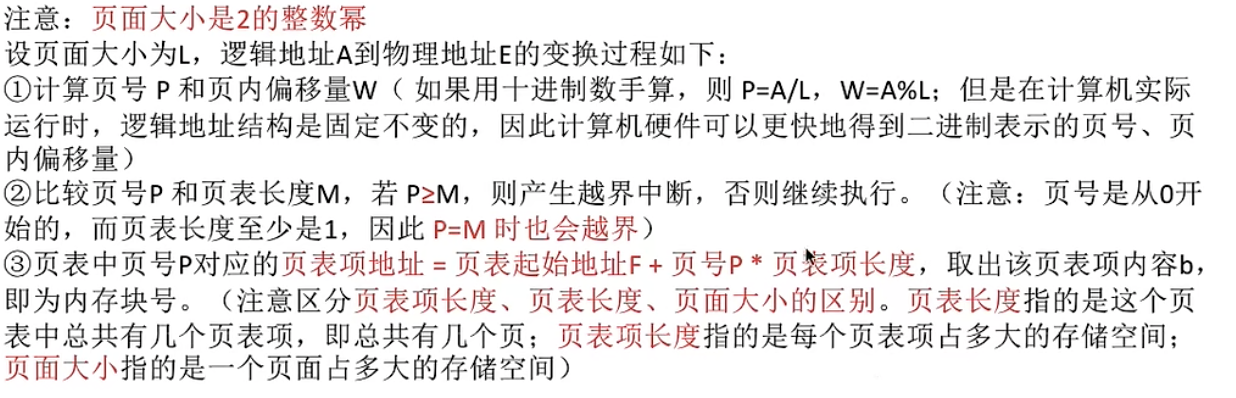 注意：页面大小是2的整数幂
设页面大小为L，逻辑地址A到物理地址E的变换过程如下：
①计算页号 P 和页内偏移量W（ 如果用十进制数手算，则 P=A/L，W=A%L；但是在计算机实际
运行时，逻辑地址结构是固定不变的，因此计算机硬件可以更快地得到二进制表示的页号、页
内偏移量）
②比较页号P 和页表长度M，若 P≥M，则产生越界中断，否则继续执行。（注意：页号是从0开
始的，而页表长度至少是1，因此 P=M 时也会越界）
③页表中页号P对应的页表项地址 = 页表起始地址F + 页号P * 页表项长度，取出该页表项内容b，
即为内存块号。（注意区分页表项长度、页表长度、页面大小的区别。页表长度指的是这个页
表中总共有几个页表项，即总共有几个页；页表项长度指的是每个页表项占多大的存储空间；
页面大小指的是一个页面占多大的存储空间）